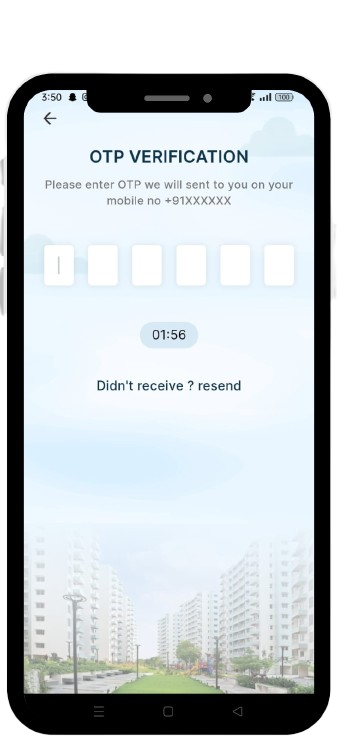 3:50
100
OTP VERIFICATION
Please enter OTP we will sent to you on your
mobile no +91XXXXXX
01:56
Didn't receive ? resend